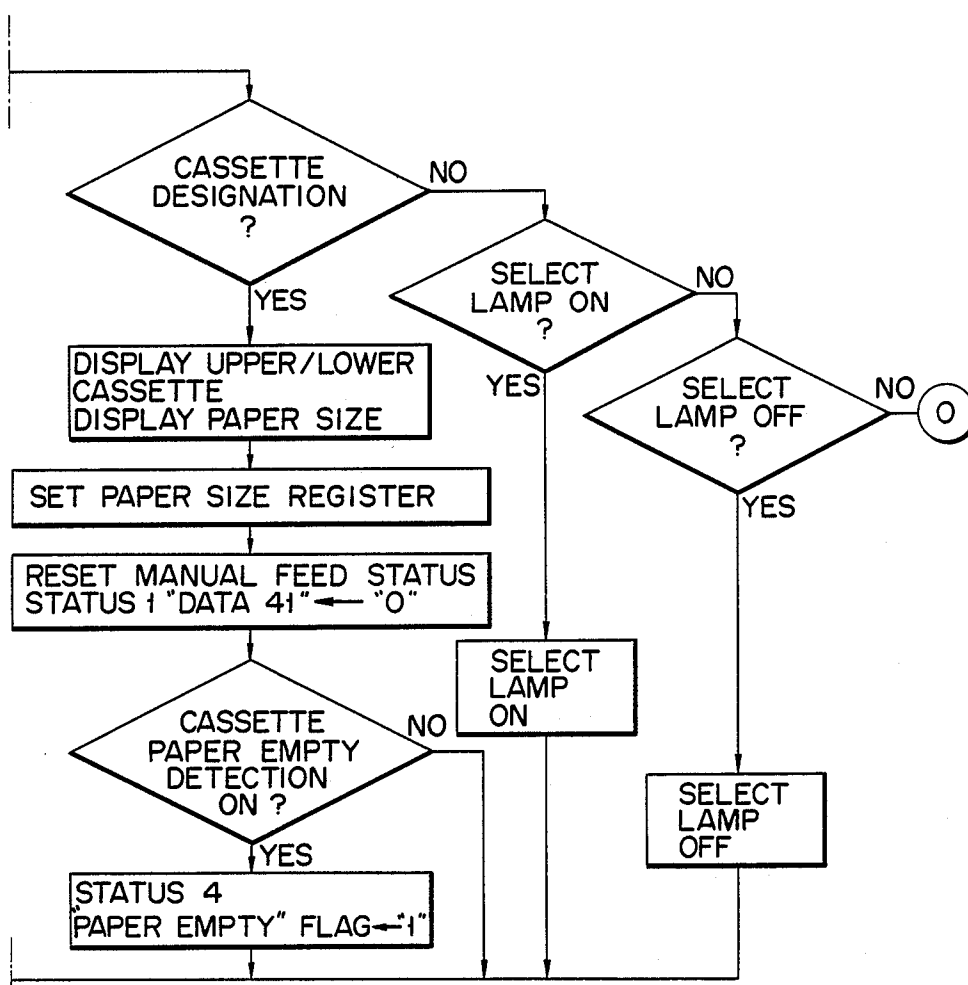 CASSETTE
DESIGNATION
?
NO
YES
SELECT
LAMP ON
?
NO
YES
SELECT
LAMP OFF
?
NO
O
YES
DISPLAY UPPER/LOWER
CASSETTE
DISPLAY PAPER SIZE
SET PAPER SIZE REGISTER
RESET MANUAL FEED STATUS
STATUS 1 "DATA 41" ← "0"
CASSETTE
PAPER EMPTY
DETECTION
ON ?
NO
YES
STATUS 4
"PAPER EMPTY" FLAG←"1"
SELECT
LAMP
ON
SELECT
LAMP
OFF